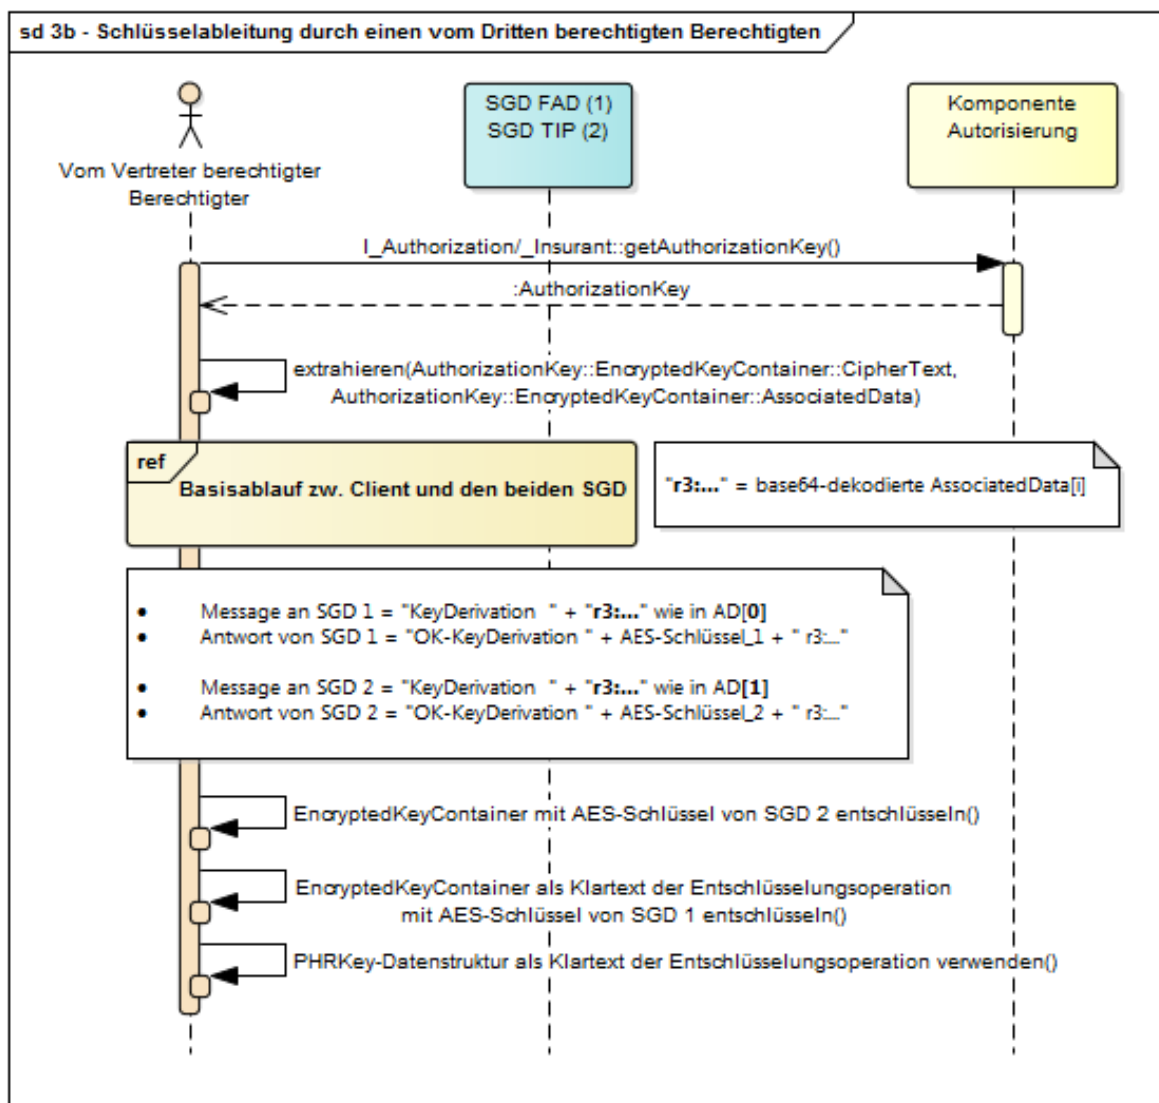 sd 3b - Schlüsselableitung durch einen vom Dritten berechtigten Berechtigten
SGD FAD (1)
SGD TIP (2)
Komponente
Autorisierung
Vom Vertreter berechtigter
Berechtigter
I_Authorization/_Insurant::getAuthorizationKey()
:AuthorizationKey
extrahieren(AuthorizationKey::EncryptedKeyContainer::CipherText,
AuthorizationKey::EncryptedKeyContainer::AssociatedData)
ref
Basisablauf zw. Client und den beiden SGD
"r3:..." = base64-dekodierte AssociatedData[i]
• Message an SGD 1 = "KeyDerivation " + "r3:..." wie in AD[0]
• Antwort von SGD 1 = "OK-KeyDerivation " + AES-Schlüssel_1 + " r3:..."
• Message an SGD 2 = "KeyDerivation " + "r3:..." wie in AD[1]
• Antwort von SGD 2 = "OK-KeyDerivation " + AES-Schlüssel_2 + " r3:..."
EncryptedKeyContainer mit AES-Schlüssel von SGD 2 entschlüsseln()
EncryptedKeyContainer als Klartext der Entschlüsselungsoperation
mit AES-Schlüssel von SGD 1 entschlüsseln()
PHRKey-Datenstruktur als Klartext der Entschlüsselungsoperation verwenden()